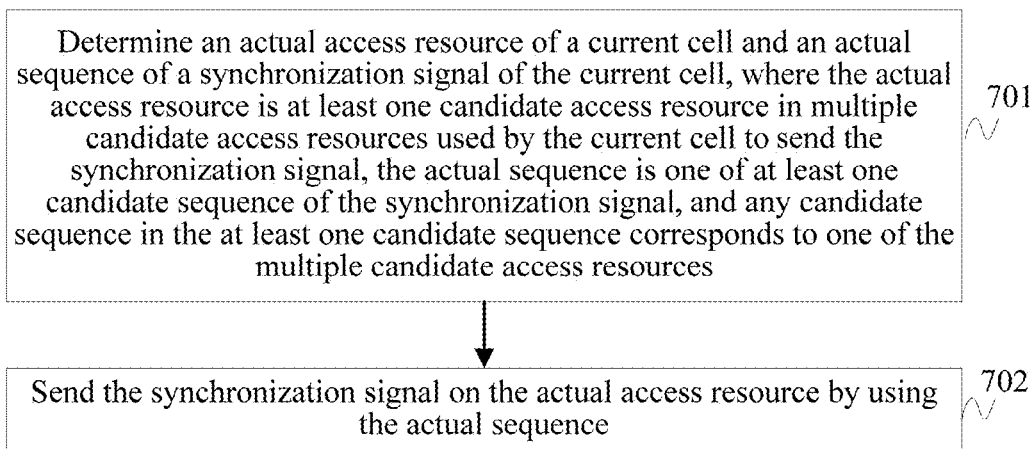 Determine an actual access resource of a current cell and an actual
sequence of a synchronization signal of the current cell, where the actual
access resource is at least one candidate access resource in multiple
candidate access resources used by the current cell to send the
synchronization signal, the actual sequence is one of at least one
candidate sequence of the synchronization signal, and any candidate
sequence in the at least one candidate sequence corresponds to one of the
multiple candidate access resources
701
Send the synchronization signal on the actual access resource by using
the actual sequence
702